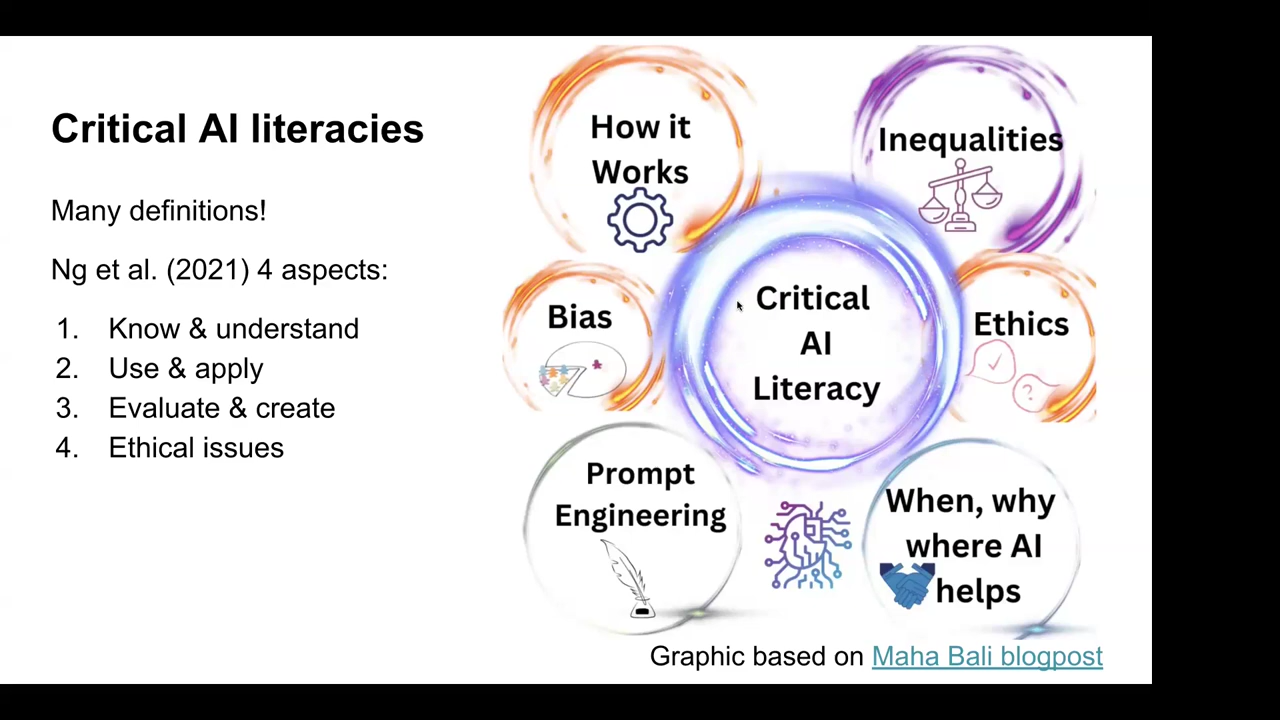 Critical AI literacies
Many definitions!
Ng et al. (2021) 4 aspects:
1. Know & understand
2. Use & apply
3. Evaluate & create
4. Ethical issues
How it
Works
Inequalities
Bias
Critical
AI
Literacy
Ethics
?
Prompt
Engineering
When, why
where AI
helps
Graphic based on Maha Bali blogpost